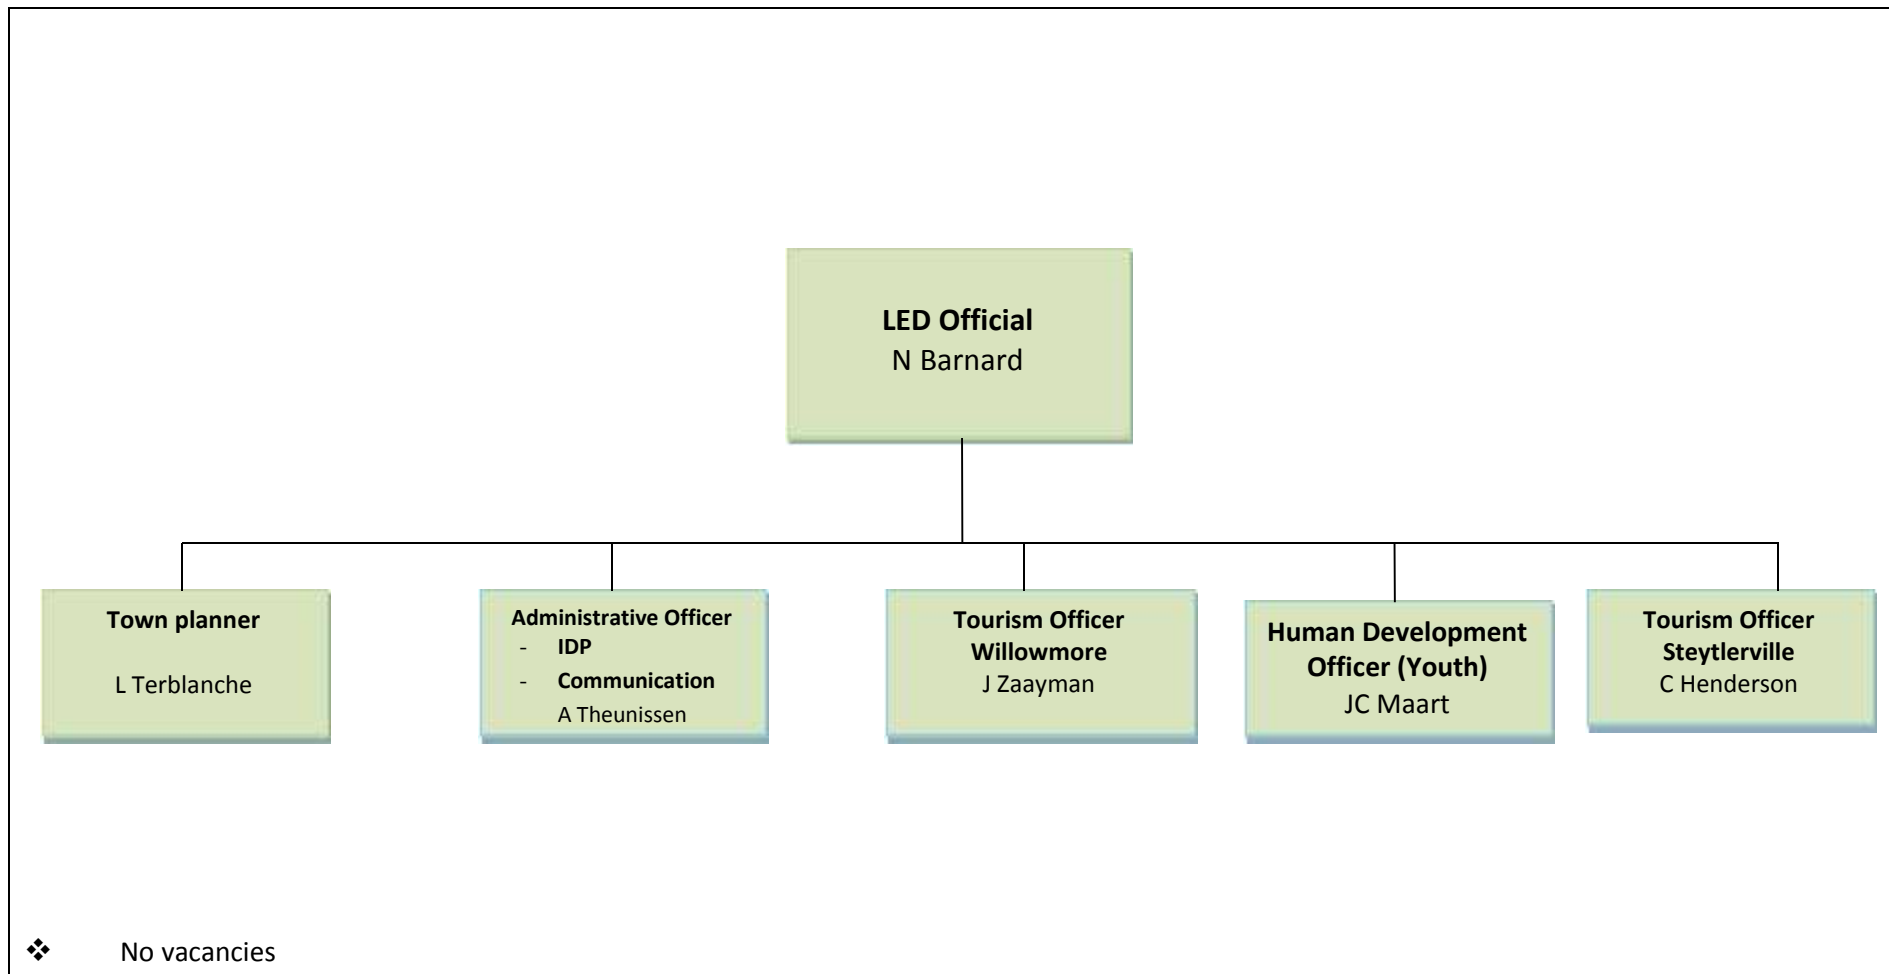 LED Official
N Barnard
Town planner
L Terblanche
Administrative Officer
- IDP
- Communication
A Theunissen
Tourism Officer
Willowmore
J Zaayman
Human Development
Officer (Youth)
JC Maart
Tourism Officer
Steytlerville
C Henderson
❖ No vacancies